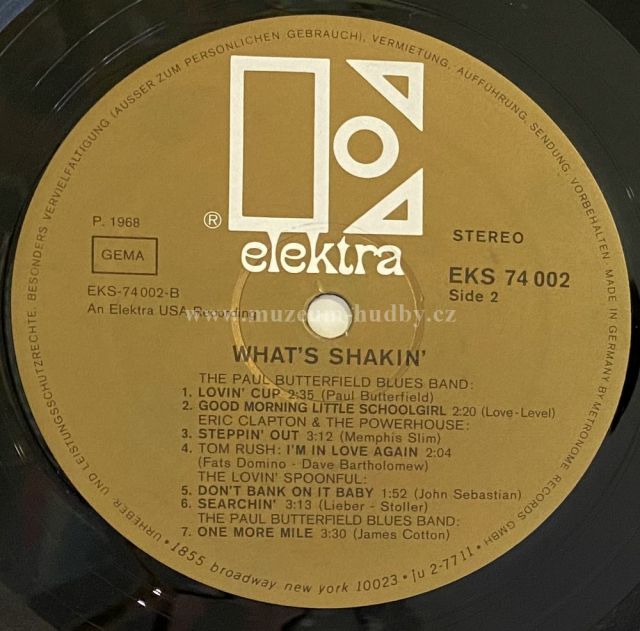 URHEBER UND LEISTUNGSSCHUTZRECHTE, BESONDERS VERVIELFALTIGUNG (AUSSER ZUM PERSÖNLICHEN GEBRAUCH), VERMIETUNG, AUFFÜHRUNG, SENDUNG, VORBEHALTEN · MADE IN GERMANY BY METRONOME RECORDS GMBH
®
elektra
P. 1968
GEMA
EKS-74002-B
An Elektra USA Recording
STEREO
EKS 74 002
Side 2
www.muzeum-hudby.cz
WHAT'S SHAKIN'
THE PAUL BUTTERFIELD BLUES BAND:
1. LOVIN' CUP 2:35 (Paul Butterfield)
2. GOOD MORNING LITTLE SCHOOLGIRL 2:20 (Love-Level)
ERIC CLAPTON & THE POWERHOUSE:
3. STEPPIN' OUT 3:12 (Memphis Slim)
4. TOM RUSH: I'M IN LOVE AGAIN 2:04
(Fats Domino - Dave Bartholomew)
THE LOVIN' SPOONFUL:
5. DON'T BANK ON IT BABY 1:52 (John Sebastian)
6. SEARCHIN' 3:13 (Lieber - Stoller)
THE PAUL BUTTERFIELD BLUES BAND:
7. ONE MORE MILE 3:30 (James Cotton)
· 1855 broadway new york 10023 · ju 2-7711 ·